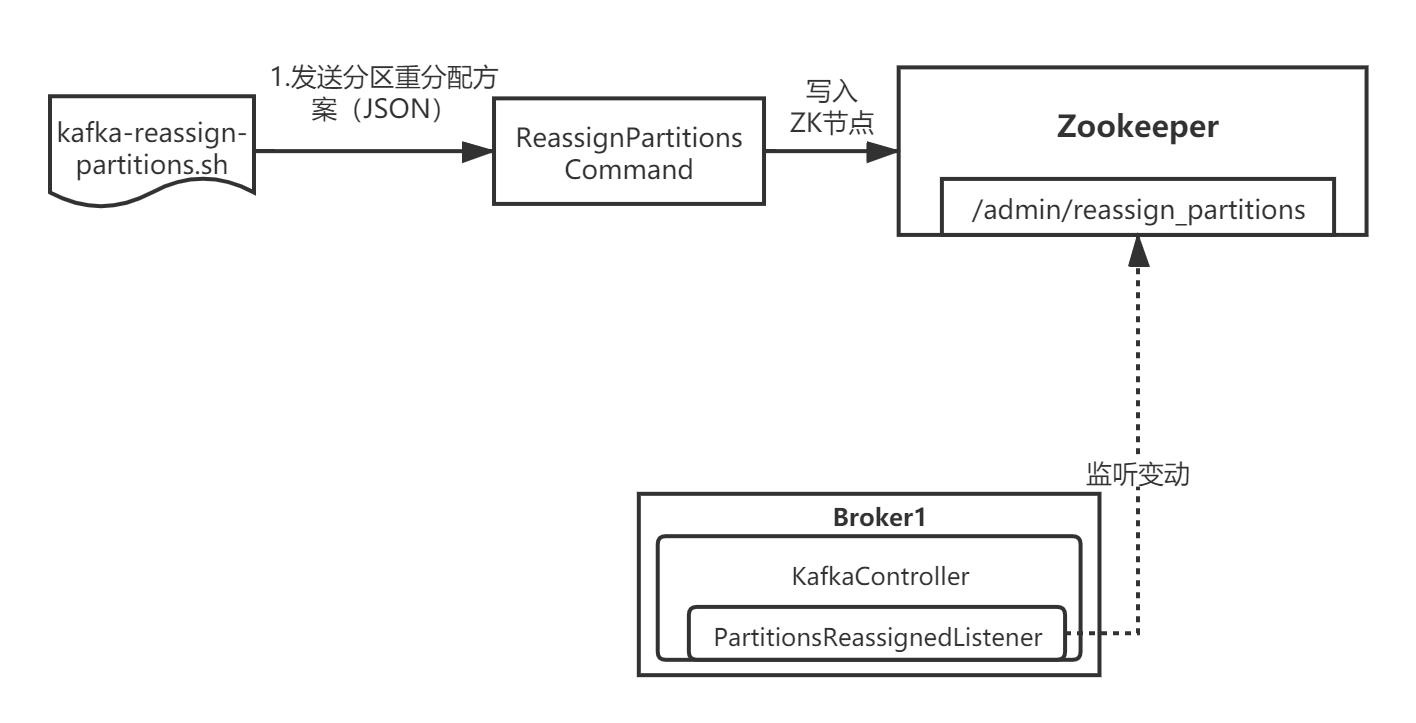 1.发送分区重分配方
案（JSON）
kafka-reassign-
partitions.sh
ReassignPartitions
Command
写入
ZK节点
Zookeeper
/admin/reassign_partitions
监听变动
Broker1
KafkaController
PartitionsReassignedListener